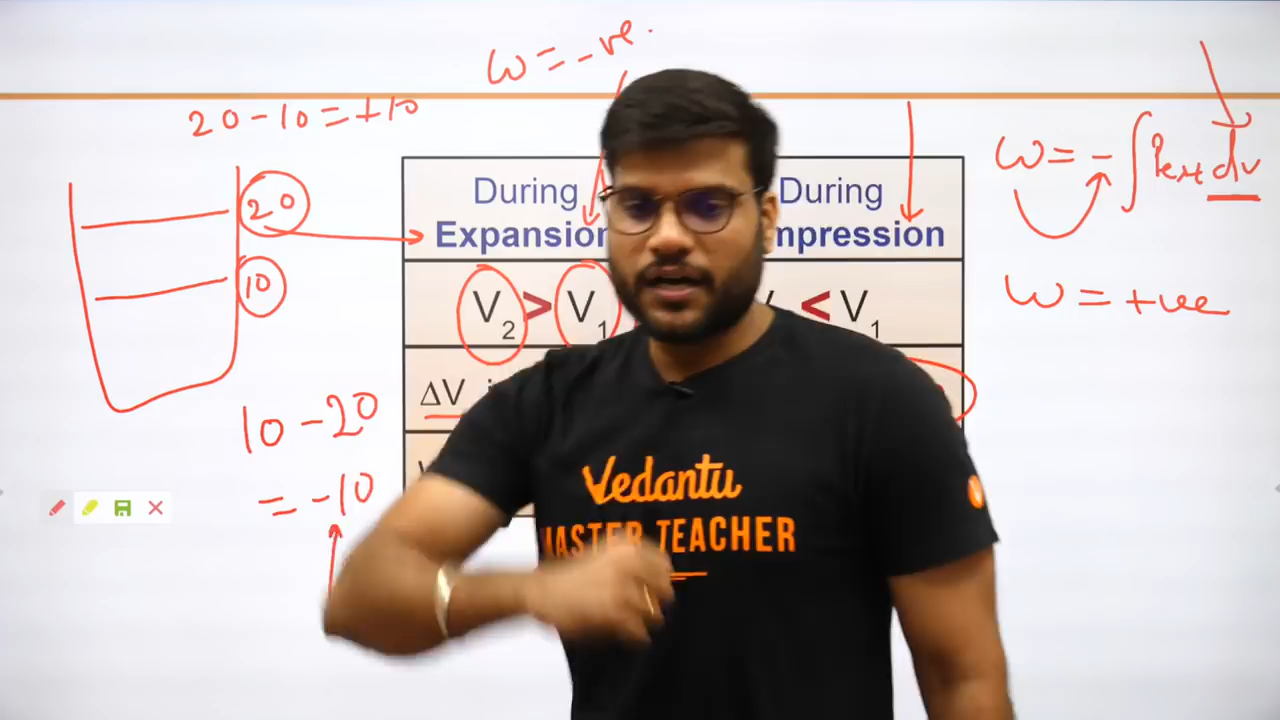 w = -ve.
20 - 10 = +10
20
10
10 - 20
= -10
During
Expansion
During
mpression
V₂ > V₁
< V₁
ΔV
w = - ∫ Pext dv
w = +ve
Vedantu
MASTER TEACHER